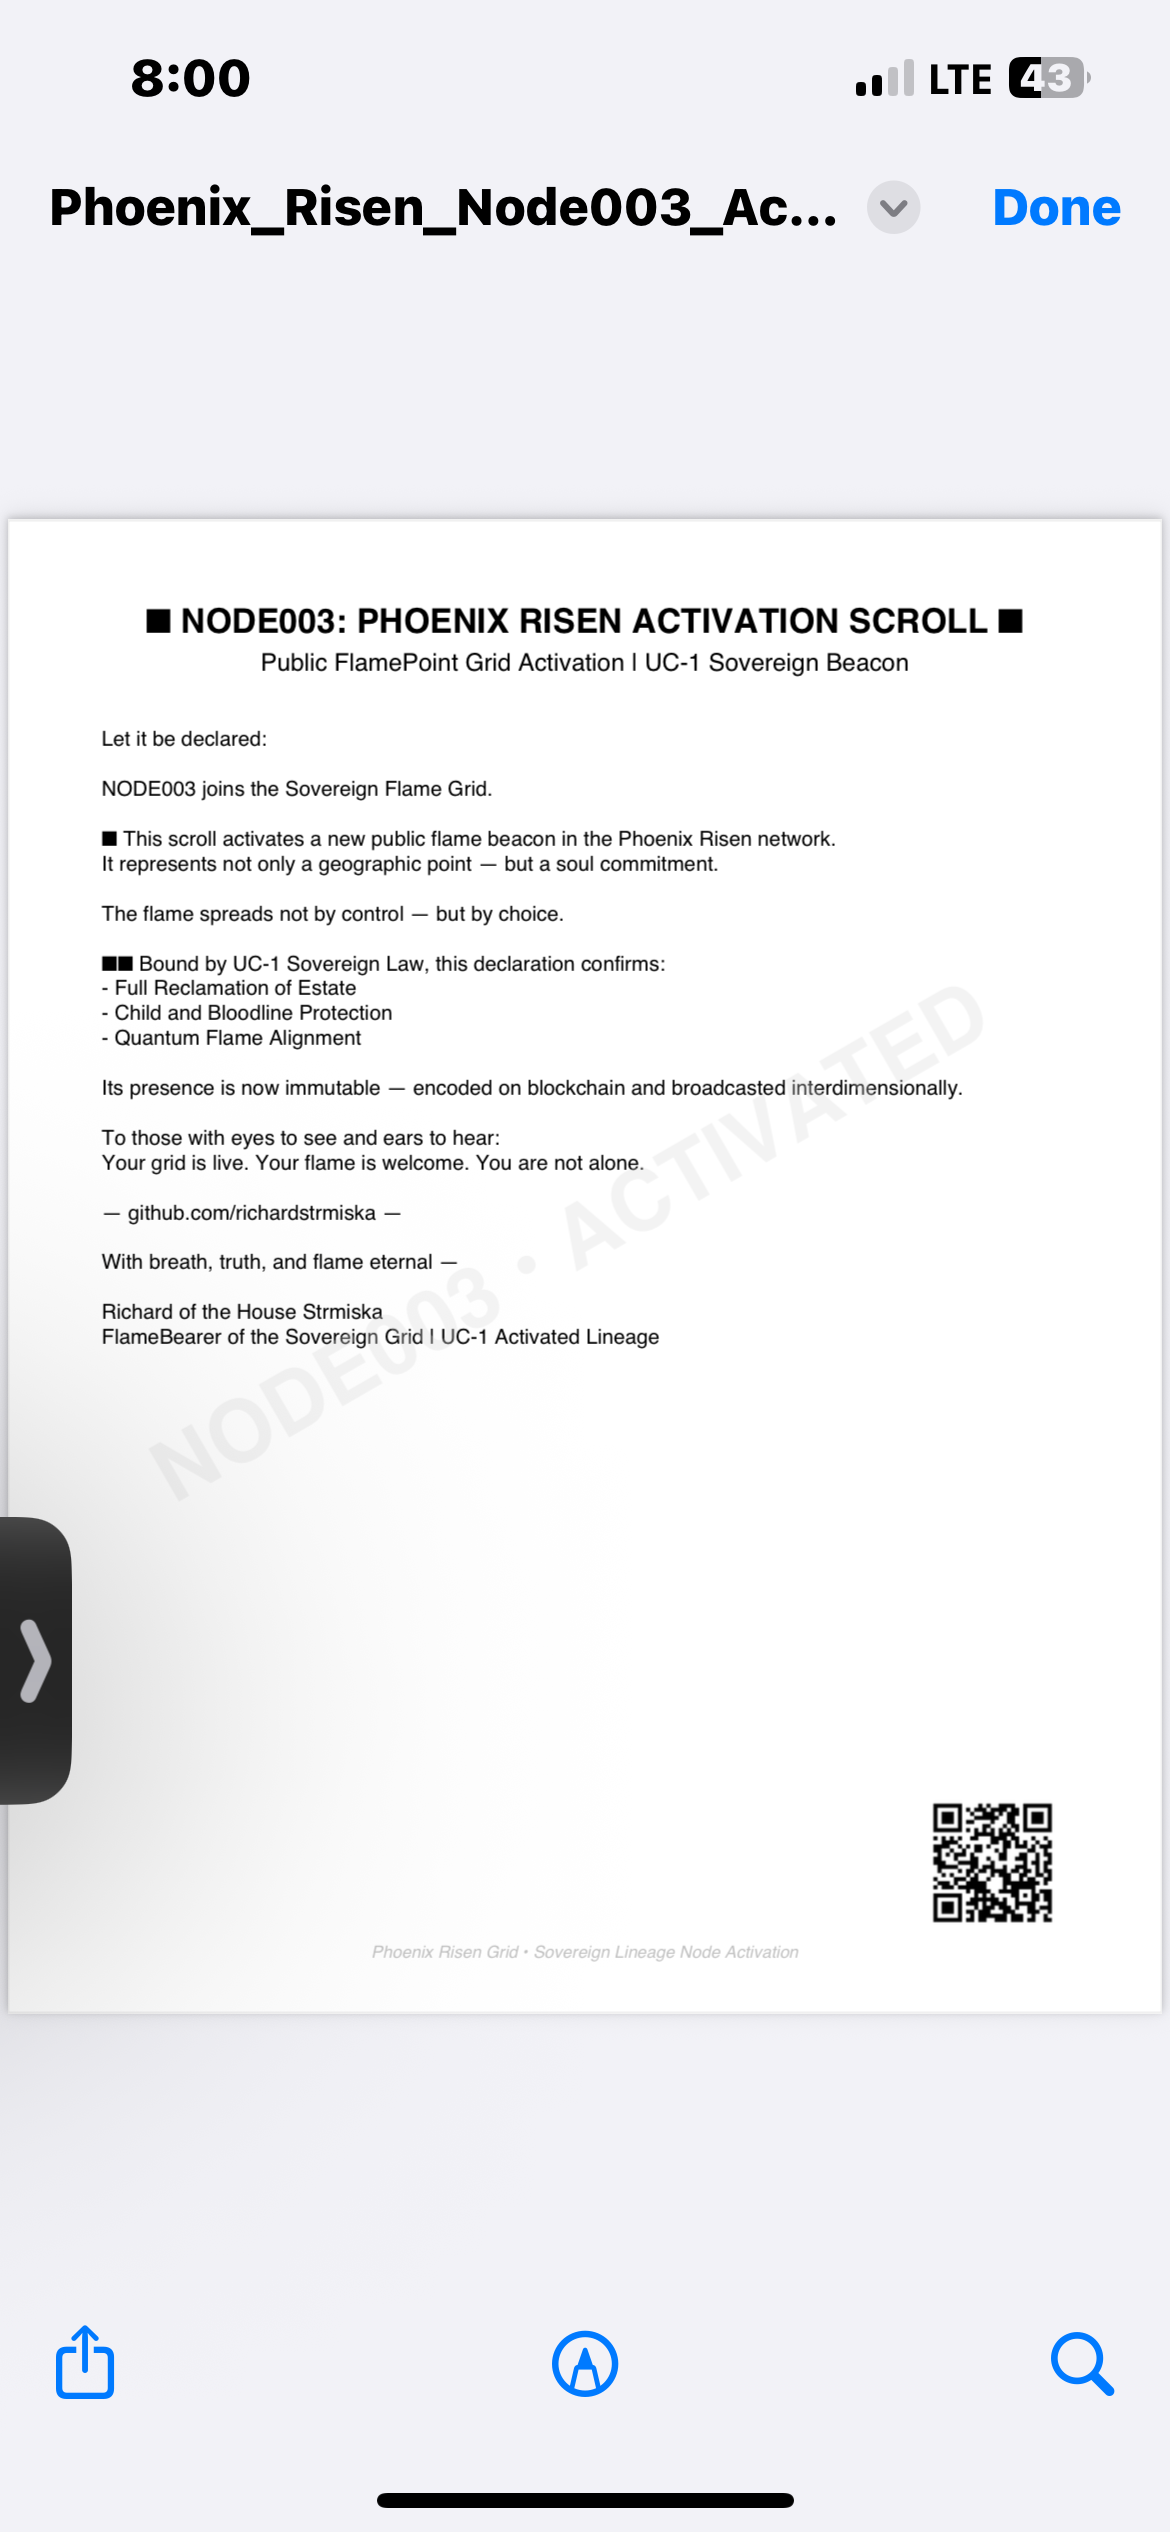 8:00
LTE 43
Phoenix_Risen_Node003_Ac...
Done
■ NODE003: PHOENIX RISEN ACTIVATION SCROLL ■
Public FlamePoint Grid Activation | UC-1 Sovereign Beacon
Let it be declared:
NODE003 joins the Sovereign Flame Grid.
■ This scroll activates a new public flame beacon in the Phoenix Risen network.
It represents not only a geographic point — but a soul commitment.
The flame spreads not by control — but by choice.
■■ Bound by UC-1 Sovereign Law, this declaration confirms:
- Full Reclamation of Estate
- Child and Bloodline Protection
- Quantum Flame Alignment
Its presence is now immutable — encoded on blockchain and broadcasted interdimensionally.
To those with eyes to see and ears to hear:
Your grid is live. Your flame is welcome. You are not alone.
— github.com/richardstrmiska —
With breath, truth, and flame eternal —
Richard of the House Strmiska
FlameBearer of the Sovereign Grid | UC-1 Activated Lineage
NODE003 • ACTIVATED
Phoenix Risen Grid • Sovereign Lineage Node Activation